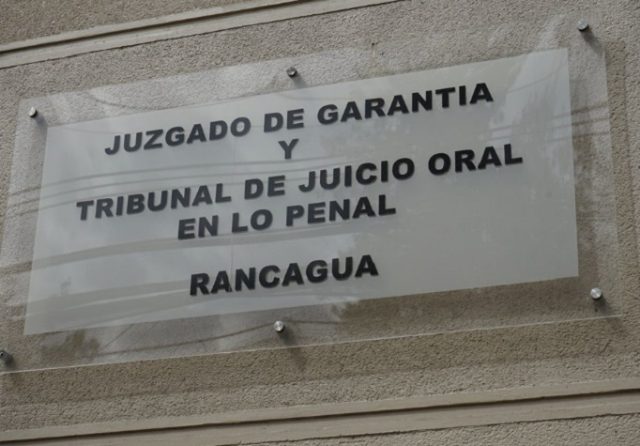 JUZGADO DE GARANTIA
Y
TRIBUNAL DE JUICIO ORAL
EN LO PENAL
RANCAGUA